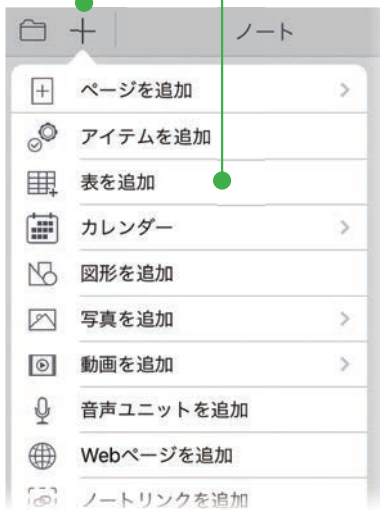 ノート
ページを追加
アイテムを追加
表を追加
カレンダー
図形を追加
写真を追加
動画を追加
音声ユニットを追加
Webページを追加
ノートリンクを追加